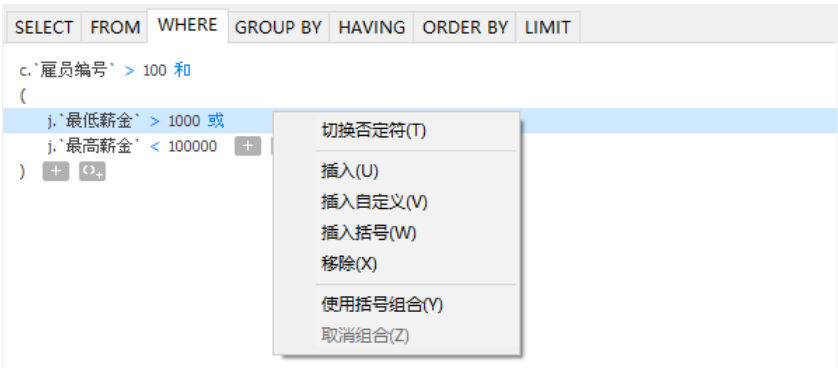 SELECT FROM WHERE GROUP BY HAVING ORDER BY LIMIT
c.`雇员编号` > 100 和
(
j.`最低薪金` > 1000 或
j.`最高薪金` < 100000 +
) + <>+
切换否定符(T)
插入(U)
插入自定义(V)
插入括号(W)
移除(X)
使用括号组合(Y)
取消组合(Z)